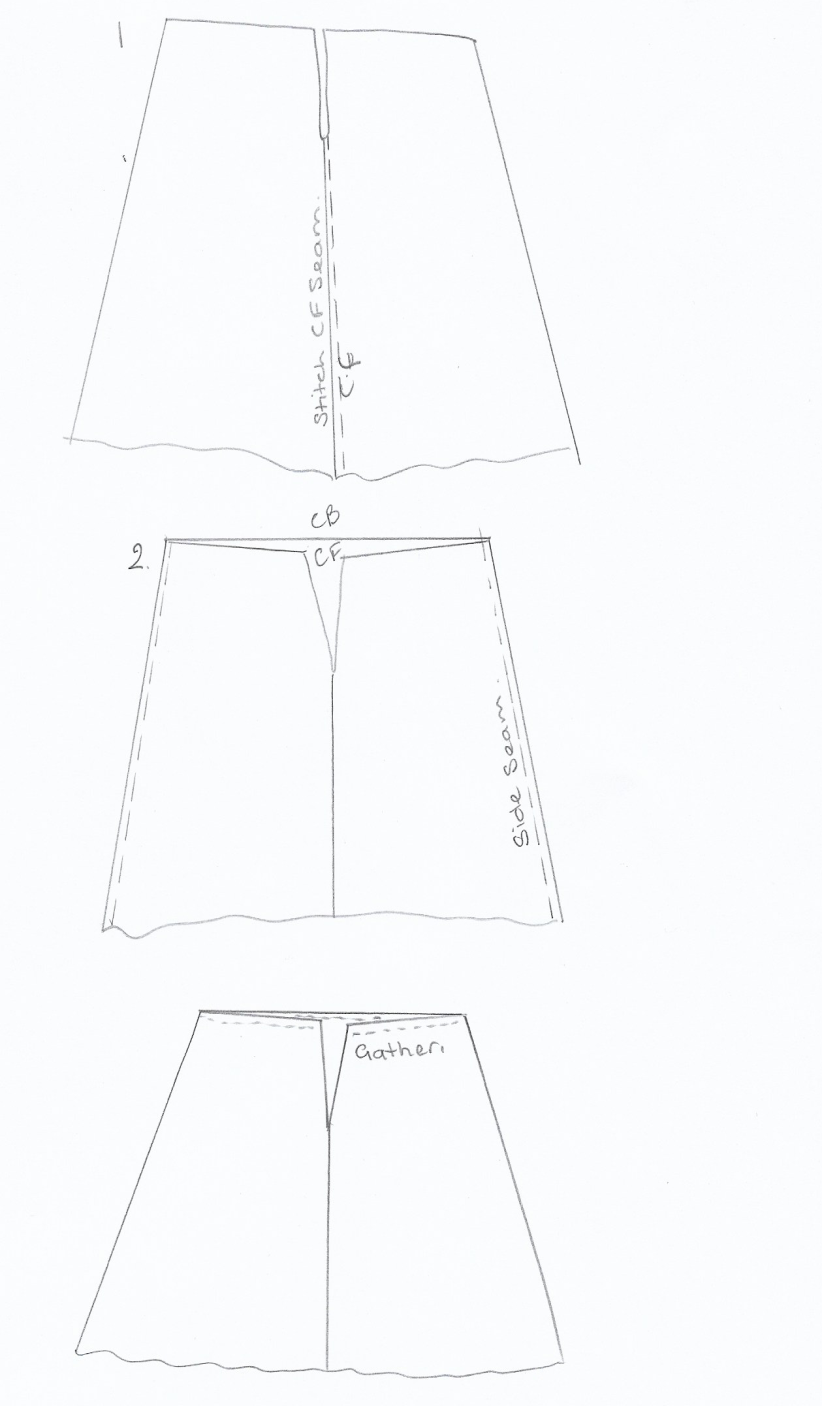 1
Stitch CF Seam.
C.F
CB
2.
CF
Side Seam.
Gather.